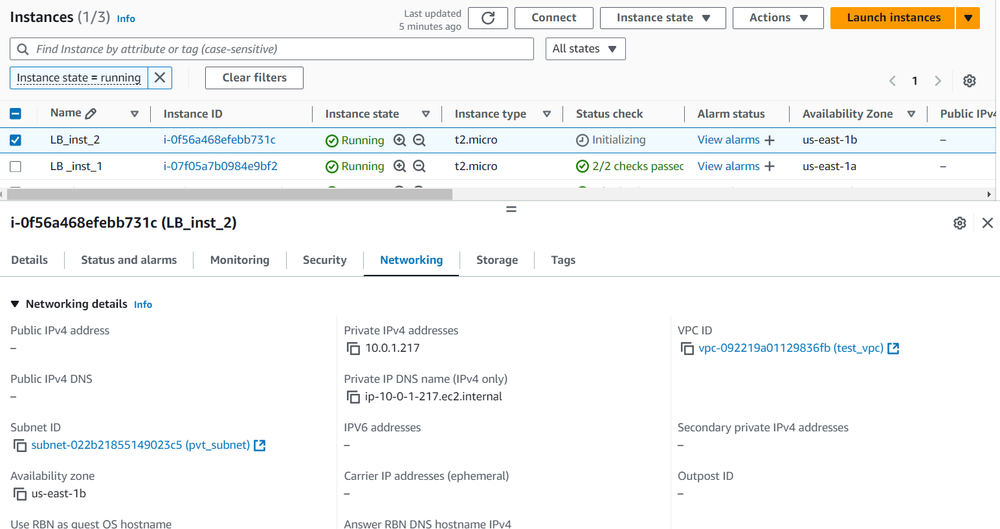 Instances (1/3) Info
Last updated
5 minutes ago
Connect
Instance state
Actions
Launch instances
Find Instance by attribute or tag (case-sensitive)
All states
Instance state = running
Clear filters
1
Name Instance ID Instance state Instance type Status check Alarm status Availability Zone Public IPv4
LB_inst_2 i-0f56a468efebb731c Running t2.micro Initializing View alarms + us-east-1b –
LB _inst_1 i-07f05a7b0984e9bf2 Running t2.micro 2/2 checks passec View alarms + us-east-1a –
i-0f56a468efebb731c (LB_inst_2)
Details Status and alarms Monitoring Security Networking Storage Tags
Networking details Info
Public IPv4 address
–
Private IPv4 addresses
10.0.1.217
VPC ID
vpc-092219a01129836fb (test_vpc)
Public IPv4 DNS
–
Private IP DNS name (IPv4 only)
ip-10-0-1-217.ec2.internal
Subnet ID
subnet-022b21855149023c5 (pvt_subnet)
IPV6 addresses
–
Secondary private IPv4 addresses
–
Availability zone
us-east-1b
Carrier IP addresses (ephemeral)
–
Outpost ID
–
Use RBN as guest OS hostname
Answer RBN DNS hostname IPv4